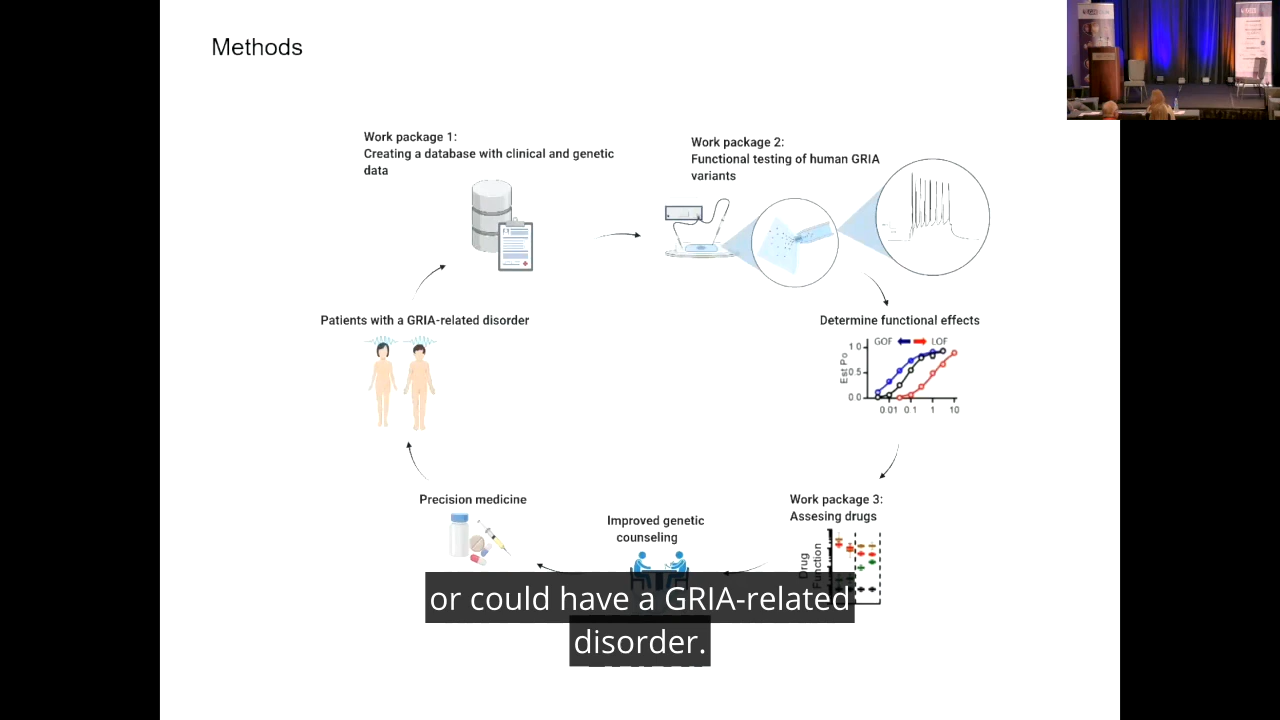 Methods
Work package 1:
Creating a database with clinical and genetic
data
Work package 2:
Functional testing of human GRIA
variants
Patients with a GRIA-related disorder
Determine functional effects
GOF LOF
Est Po
1 0
0.5
0.0
0 01 0.1 1 10
Precision medicine
Improved genetic
counseling
Work package 3:
Assesing drugs
Drug
Function
or could have a GRIA-related
disorder.